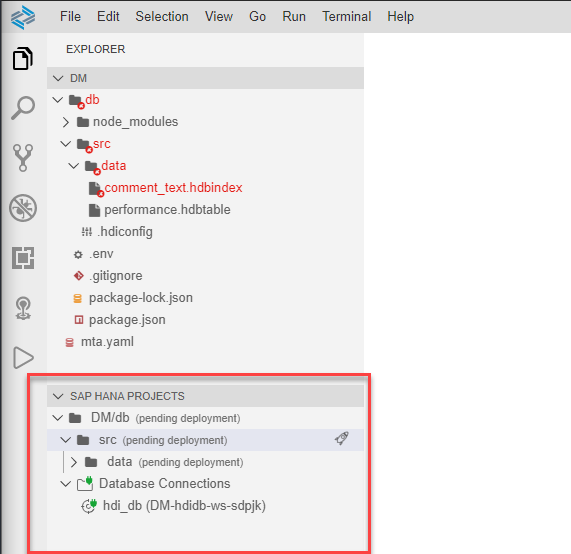 File Edit Selection View Go Run Terminal Help
EXPLORER
DM
db
node_modules
src
data
comment_text.hdbindex
performance.hdbtable
.hdiconfig
.env
.gitignore
package-lock.json
package.json
mta.yaml
SAP HANA PROJECTS
DM/db (pending deployment)
src (pending deployment)
data (pending deployment)
Database Connections
hdi_db (DM-hdidb-ws-sdpjk)